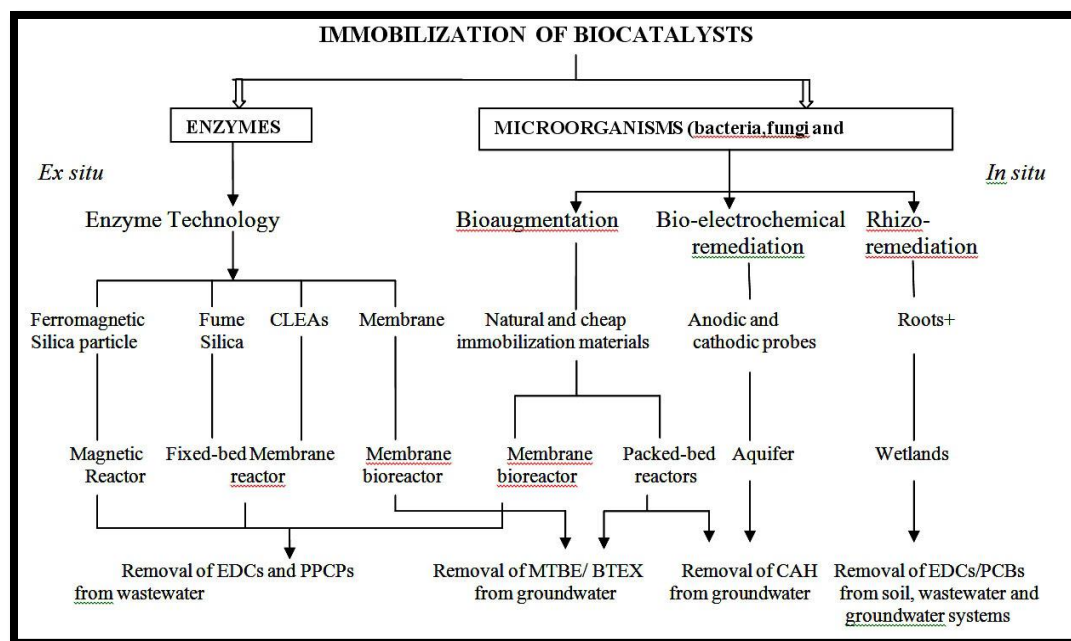 IMMOBILIZATION OF BIOCATALYSTS
ENZYMES
MICROORGANISMS (bacteria,fungi and
Ex situ
In situ
Enzyme Technology
Bioaugmentation
Bio-electrochemical
remediation
Rhizo-
remediation
Ferromagnetic
Silica particle
Fume
Silica
CLEAs
Membrane
Natural and cheap
immobilization materials
Anodic and
cathodic probes
Roots+
Magnetic
Reactor
Fixed-bed Membrane
reactor
Membrane
bioreactor
Membrane
bioreactor
Packed-bed
reactors
Aquifer
Wetlands
Removal of EDCs and PPCPs
from wastewater
Removal of MTBE/ BTEX
from groundwater
Removal of CAH
from groundwater
Removal of EDCs/PCBs
from soil, wastewater and
groundwater systems